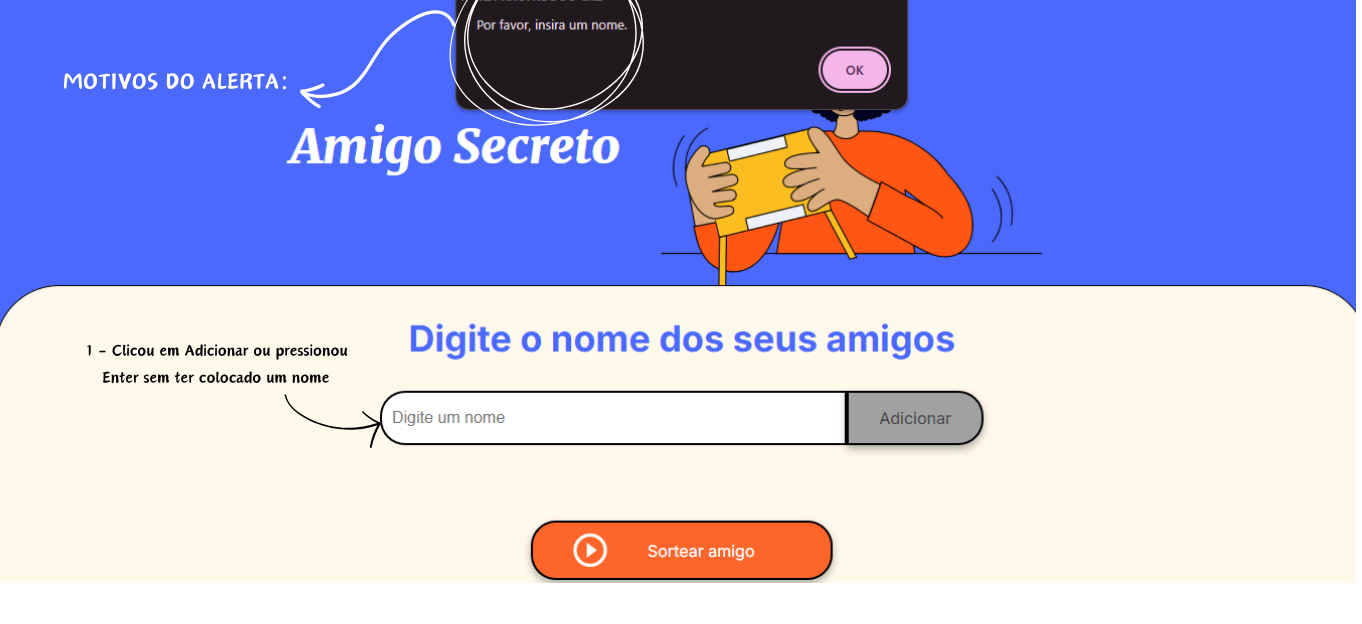 Por favor, insira um nome.
OK
MOTIVOS DO ALERTA:
Amigo Secreto
Digite o nome dos seus amigos
1 - Clicou em Adicionar ou pressionou
Enter sem ter colocado um nome
Digite um nome
Adicionar
Sortear amigo